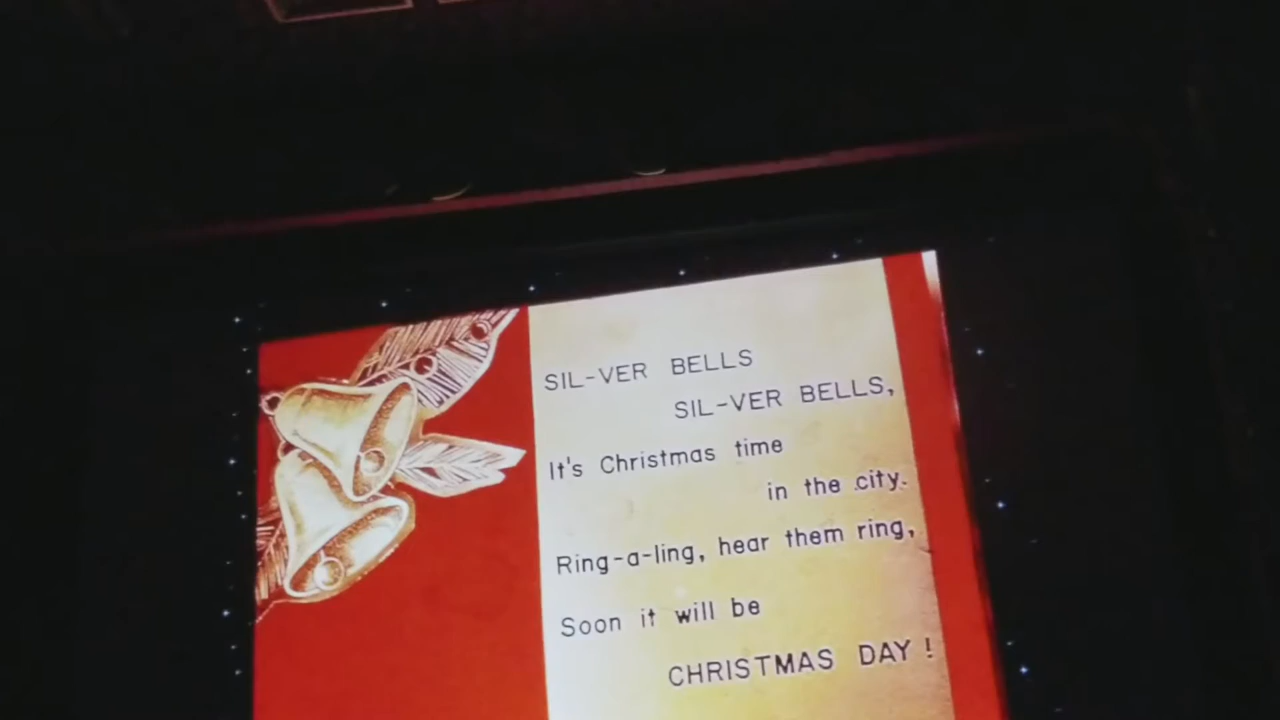 SIL-VER BELLS
SIL-VER BELLS,
It's Christmas time
in the city.
Ring-a-ling, hear them ring,
Soon it will be
CHRISTMAS DAY!